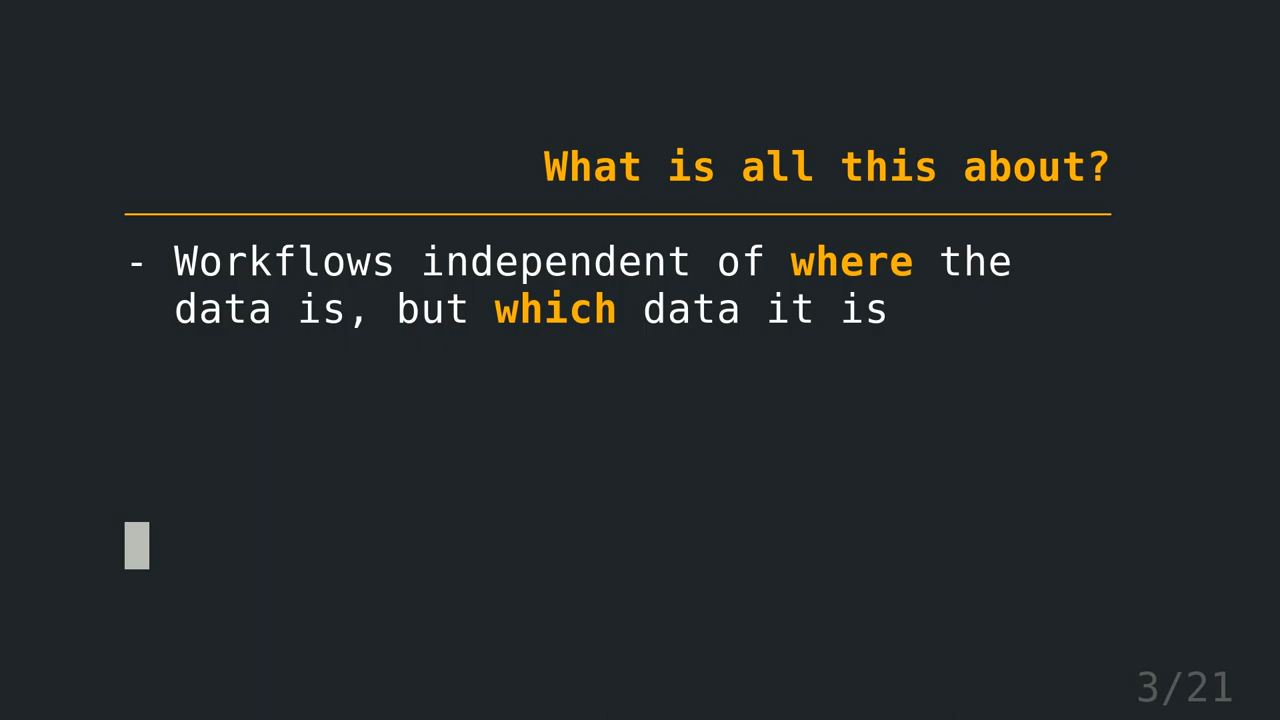 What is all this about?
- Workflows independent of where the
data is, but which data it is
3/21